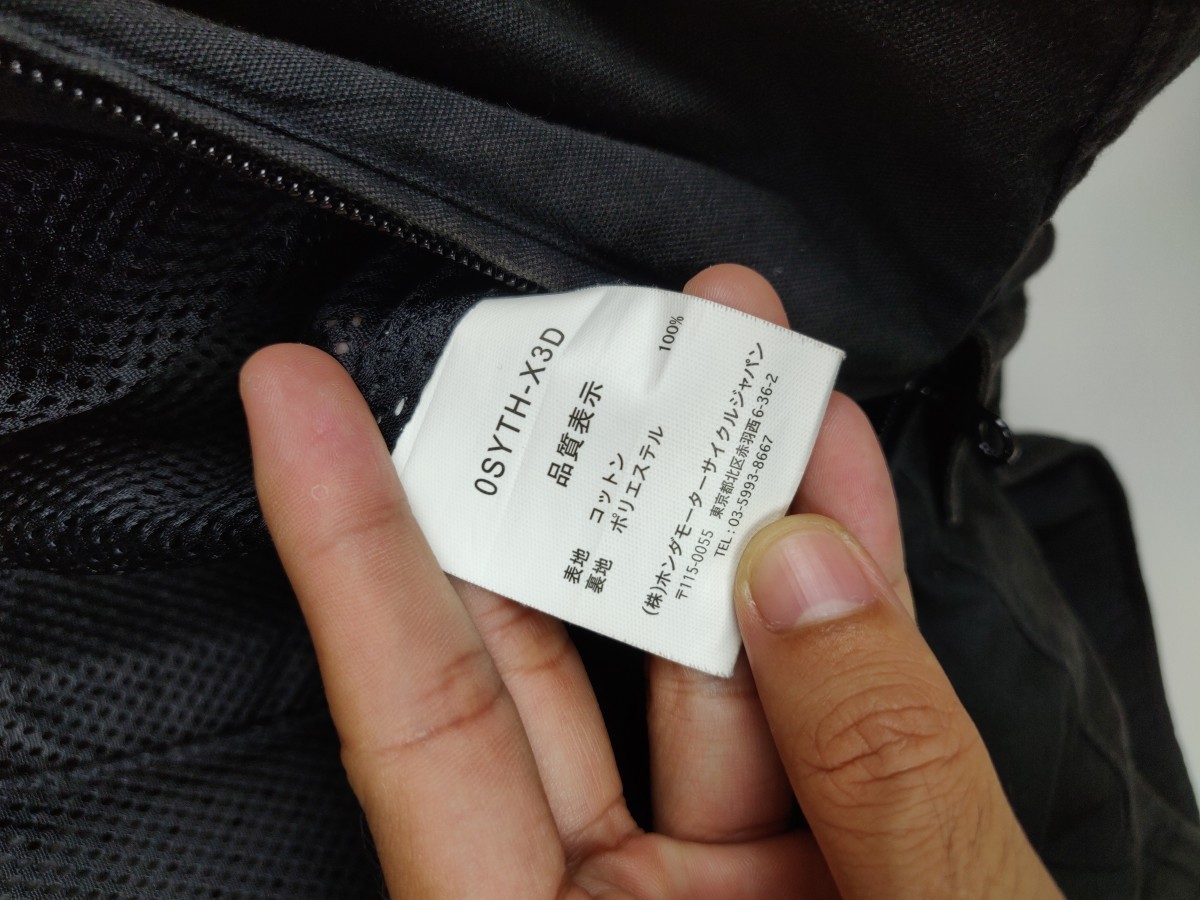 0SYTH-X3D
品質表示
表地 コットン 100%
裏地 ポリエステル
(株)ホンダモーターサイクルジャパン
〒115-0055 東京都北区赤羽西6-36-2
TEL : 03-5993-8667